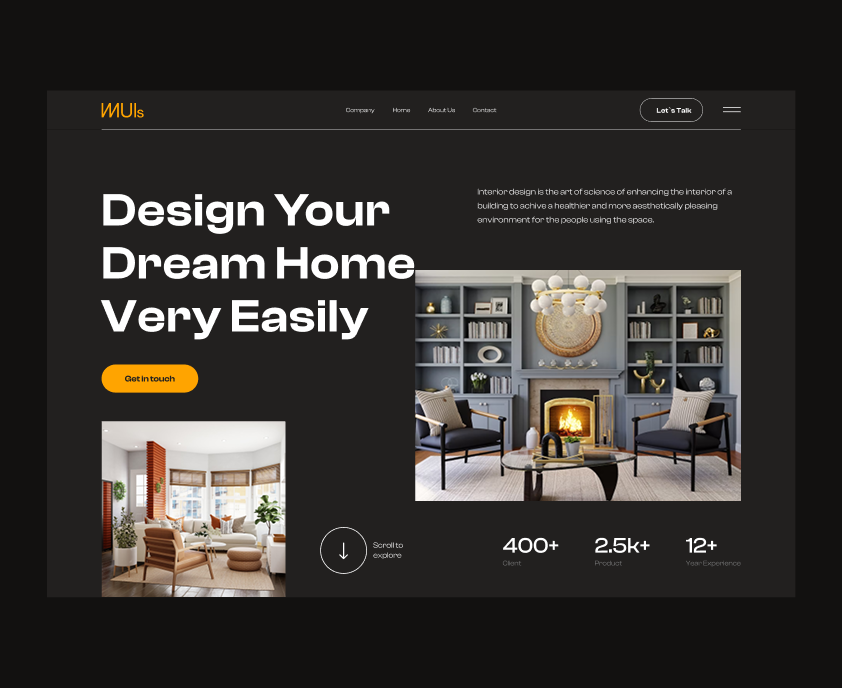 MUIs
Company Home About Us Contact
Let`s Talk
Design Your
Dream Home
Very Easily
Interior design is the art of science of enhancing the interior of a
building to achive a healthier and more aesthetically pleasing
environment for the people using the space.
Get in touch
Scroll to
explore
400+ 2.5k+ 12+
Client Product Year Experience